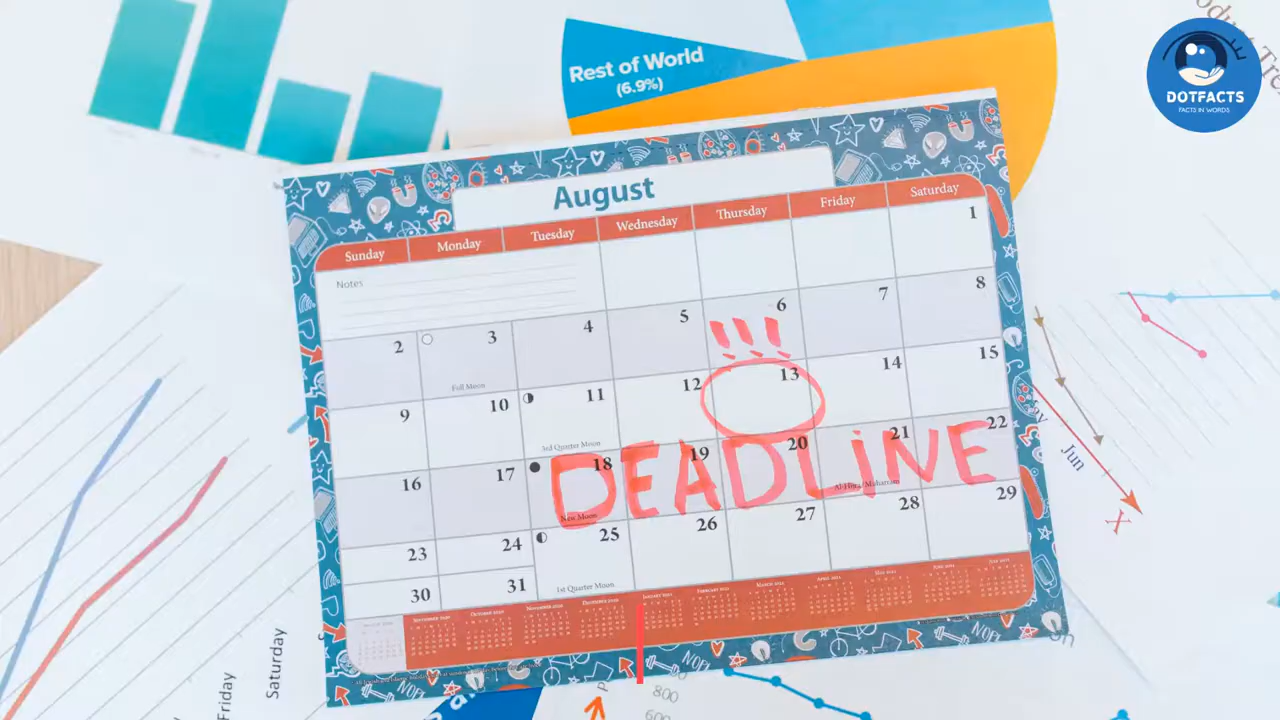 Rest of World
(6.9%)
DOTFACTS
FACTS IN WORDS
August
Sunday Monday Tuesday Wednesday Thursday Friday Saturday
Notes
1
2 3 4 5 6 7 8
Full Moon
!!!
9 10 11 12 13 14 15
3rd Quarter Moon
16 17 18 19 20 21 22
New Moon
DEADLINE
23 24 25 26 27 28 29
1st Quarter Moon
30 31
Jun
X
Saturday
Friday
800
600